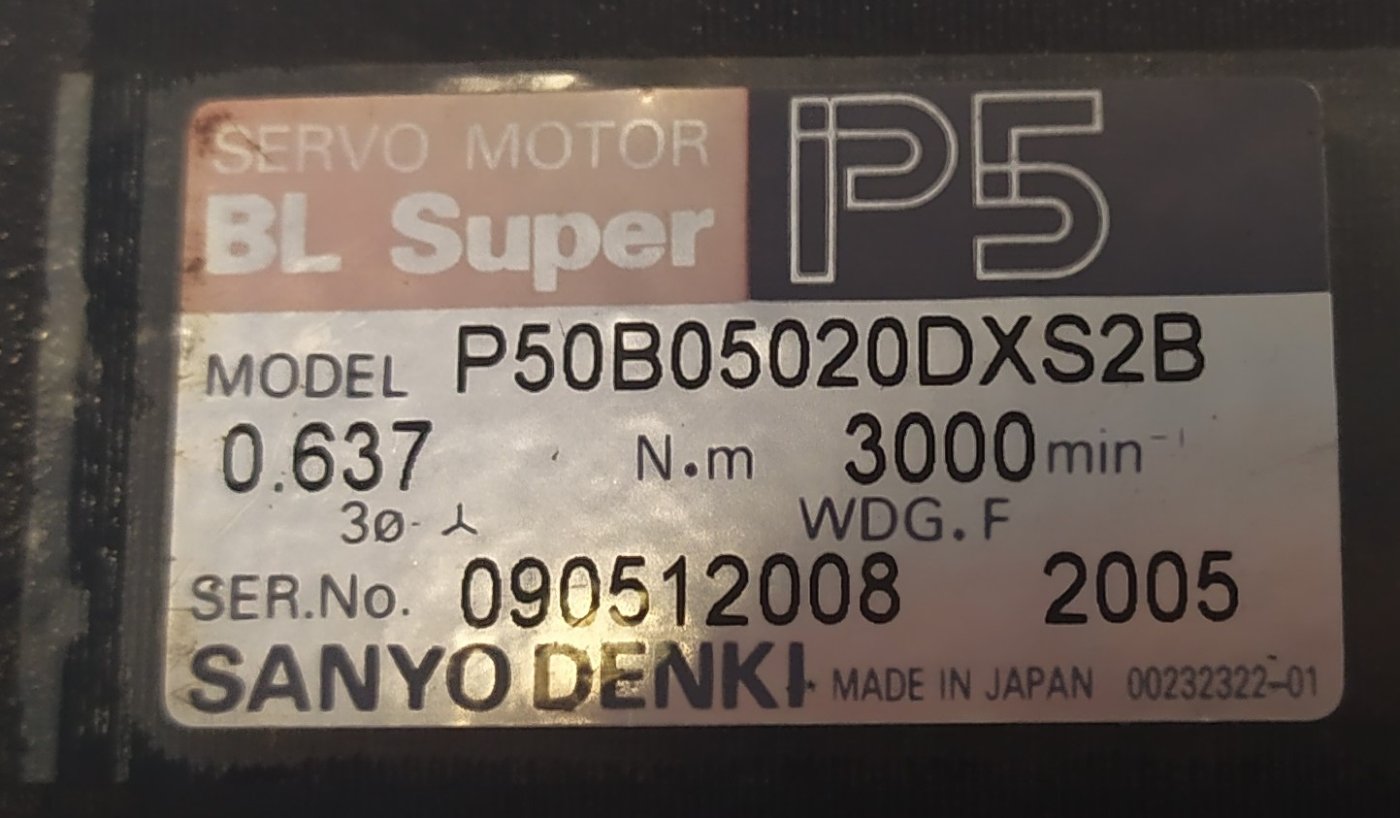 SERVO MOTOR
BL Super P5
MODEL P50B05020DXS2B
0.637 N·m 3000 min⁻¹
3ø- 人 WDG.F
SER.No. 090512008 2005
SANYO DENKI MADE IN JAPAN 00232322-01